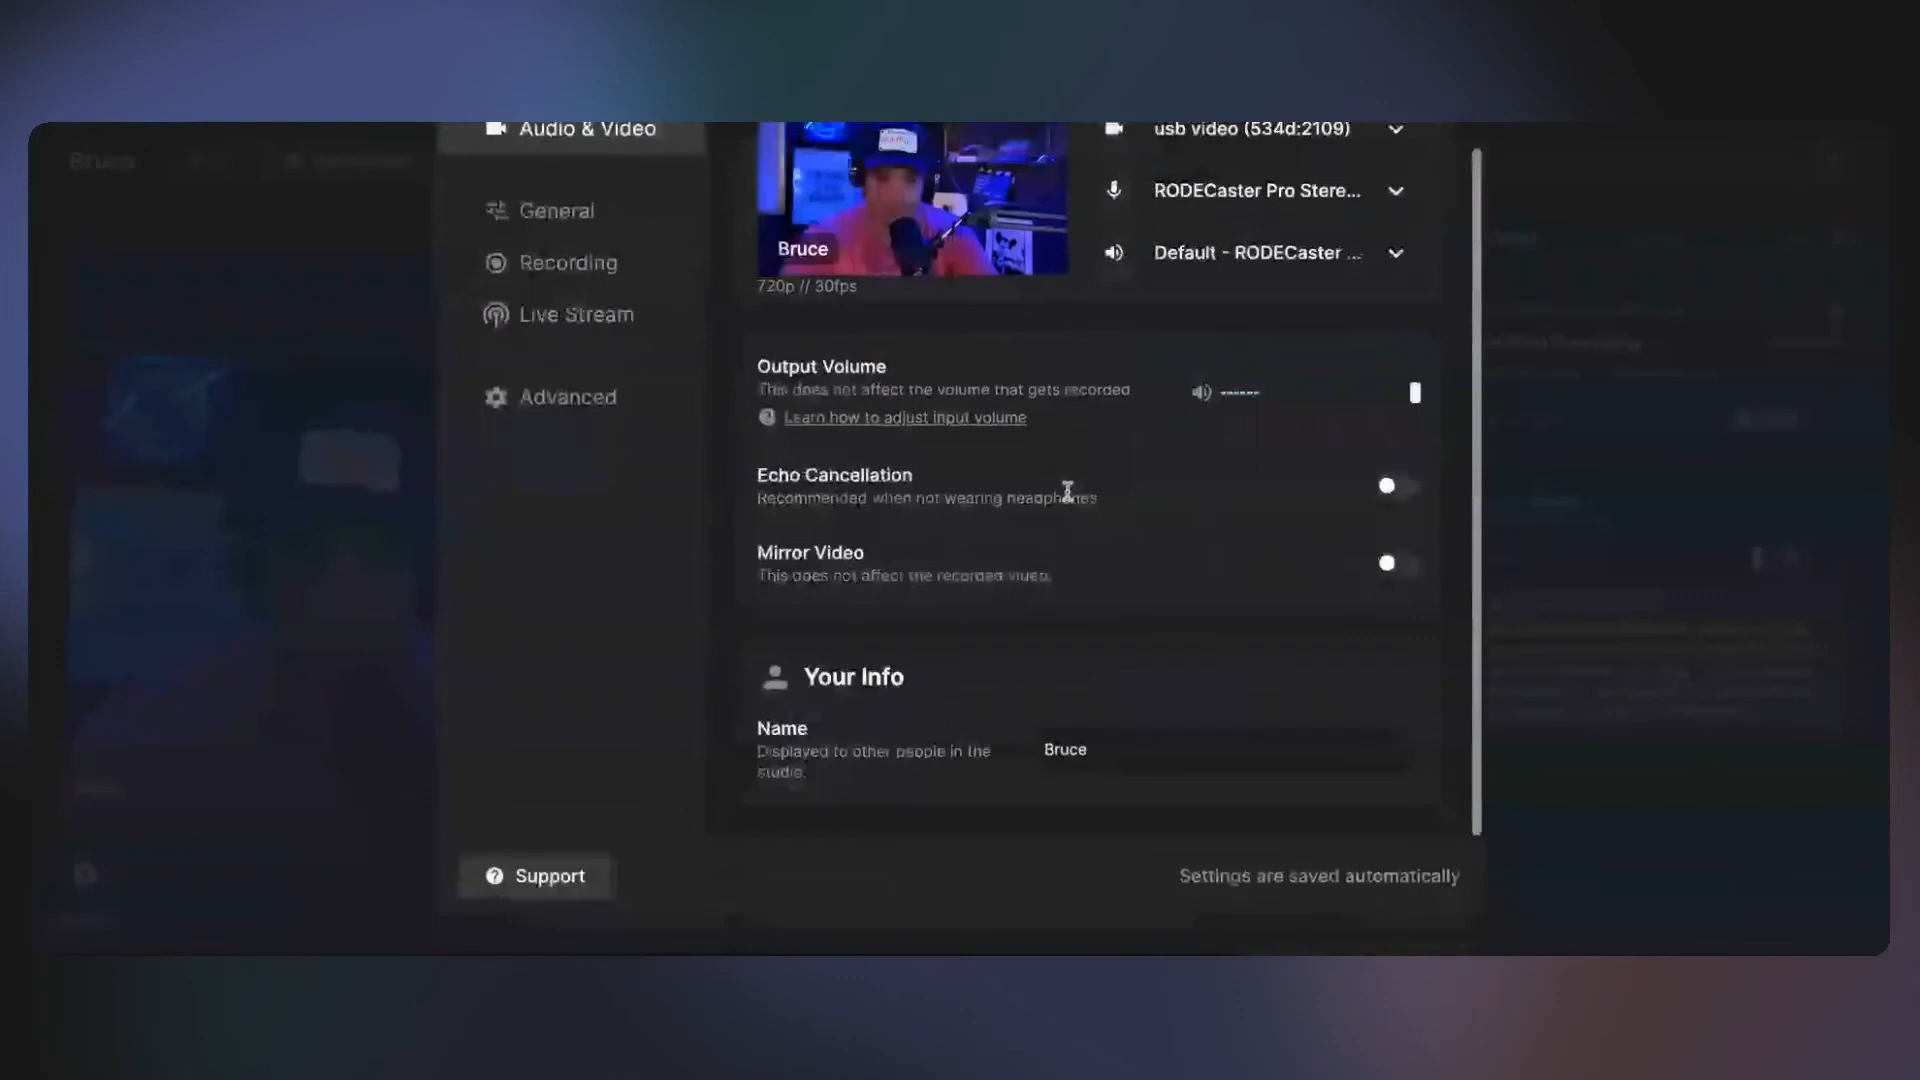 Bruce
Audio & Video
General
Recording
Live Stream
Advanced
Bruce
720p // 30fps
usb video (534d:2109)
RODECaster Pro Stere...
Default - RODECaster ...
Output Volume
This does not affect the volume that gets recorded
Learn how to adjust input volume
Echo Cancellation
Recommended when not wearing headphones
Mirror Video
This does not affect the recorded video.
Your Info
Name
Displayed to other people in the
studio.
Bruce
Support
Settings are saved automatically